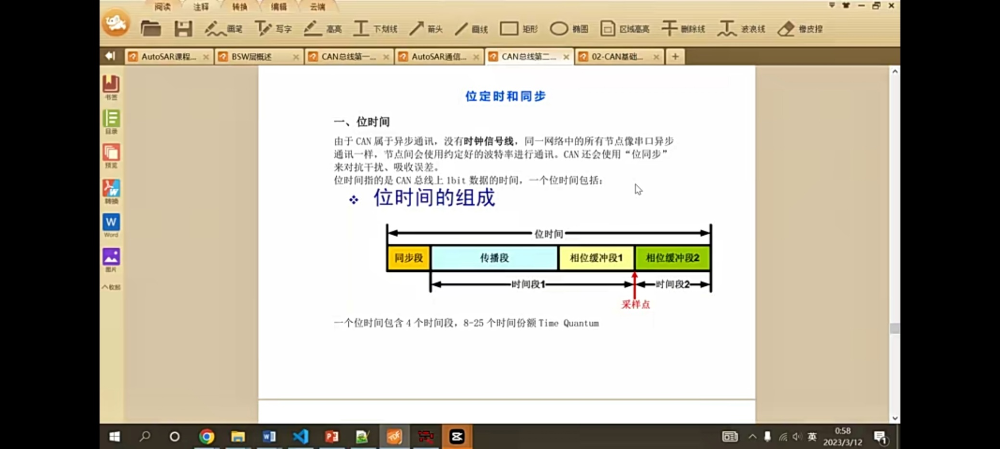 阅读 注释 转换 编辑 云端
画笔 写字 高亮 下划线 箭头 画线 矩形 椭圆 区域高亮 删除线 波浪线 橡皮擦
AutoSAR课程... BSW层概述 CAN总线第一... AutoSAR通信... CAN总线第二... 02-CAN基础...
书签
目录
预览
转换
W
Word
图片
收起
位定时和同步
一、位时间
由于 CAN 属于异步通讯，没有时钟信号线，同一网络中的所有节点像串口异步
通讯一样，节点间会使用约定好的波特率进行通讯。CAN 还会使用“位同步”
来对抗干扰、吸收误差。
位时间指的是 CAN 总线上 1bit 数据的时间，一个位时间包括：
❖ 位时间的组成
位时间
同步段 传播段 相位缓冲段1 相位缓冲段2
时间段1 时间段2
采样点
一个位时间包含 4 个时间段，8-25 个时间份额 Time Quantum
英
0:58
2023/3/12
1